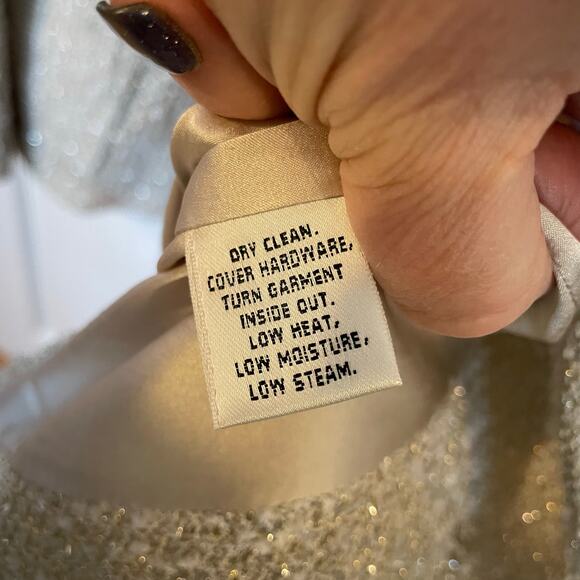 DRY CLEAN.
COVER HARDWARE,
TURN GARMENT
INSIDE OUT.
LOW HEAT,
LOW MOISTURE,
LOW STEAM.